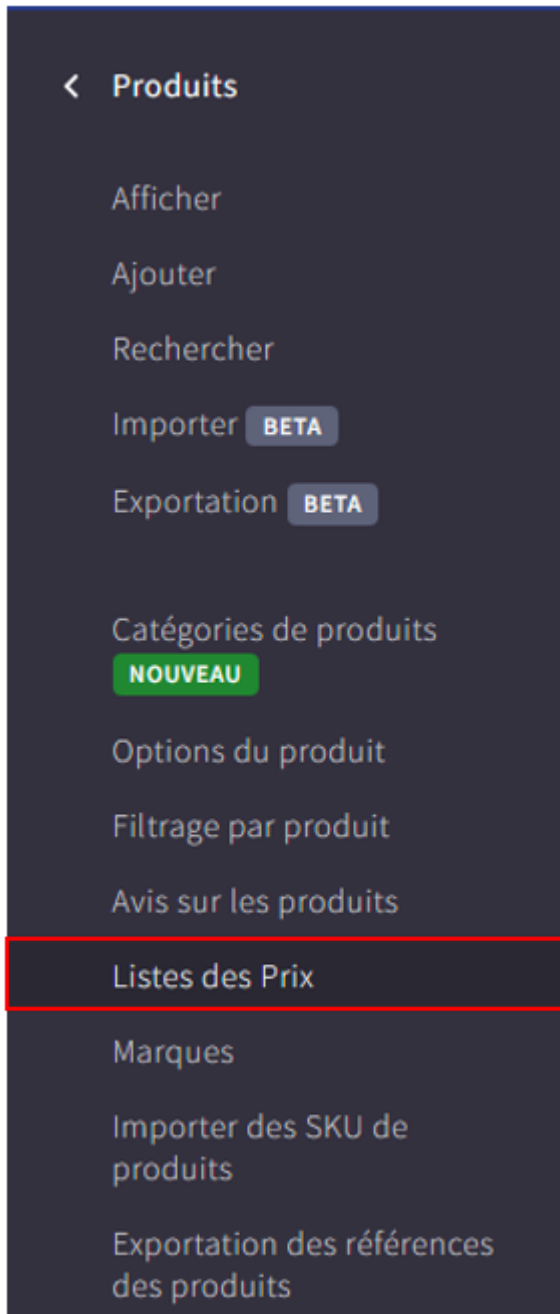 Produits
Afficher
Ajouter
Rechercher
Importer BETA
Exportation BETA
Catégories de produits
NOUVEAU
Options du produit
Filtrage par produit
Avis sur les produits
Listes des Prix
Marques
Importer des SKU de
produits
Exportation des références
des produits